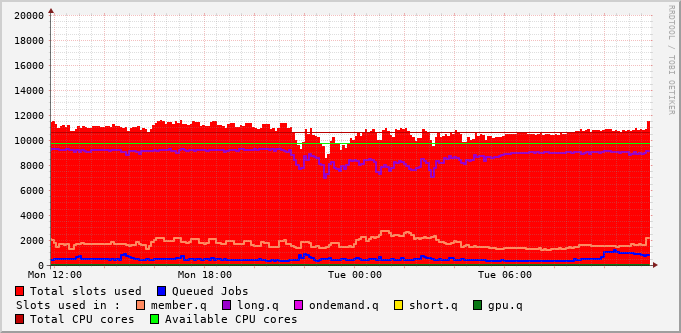 20000
18000
16000
14000
12000
10000
8000
6000
4000
2000
0
Mon 12:00 Mon 18:00 Tue 00:00 Tue 06:00
Total slots used Queued Jobs
Slots used in : member.q long.q ondemand.q short.q gpu.q
Total CPU cores Available CPU cores
RRDTOOL / TOBI OETIKER